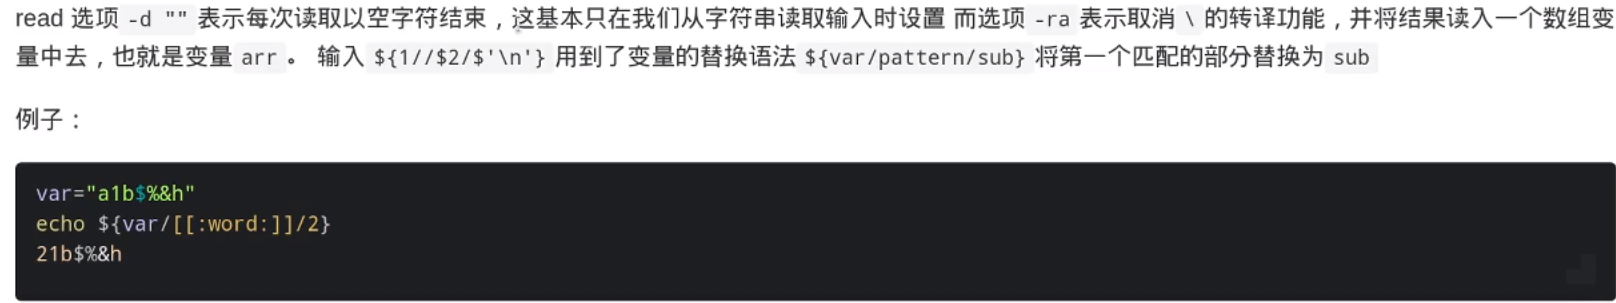 read 选项 -d "" 表示每次读取以空字符结束，这基本只在我们从字符串读取输入时设置 而选项 -ra 表示取消 \ 的转译功能，并将结果读入一个数组变
量中去，也就是变量 arr 。 输入 ${1//$2/$'\n'} 用到了变量的替换语法 ${var/pattern/sub} 将第一个匹配的部分替换为 sub
例子：
var="a1b$%&h"
echo ${var/[[:word:]]/2}
21b$%&h